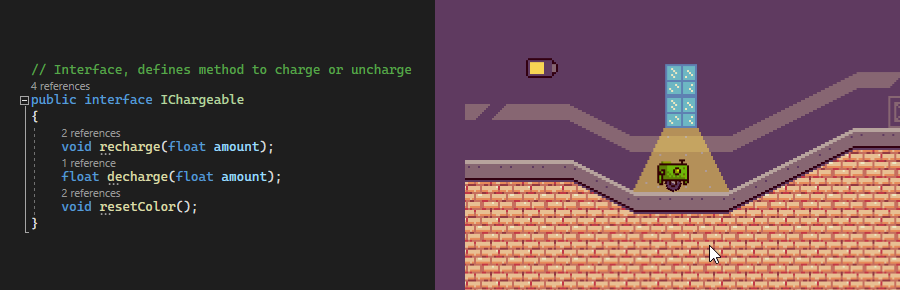 // Interface, defines method to charge or uncharge
4 references
public interface IChargeable
{
2 references
void recharge(float amount);
1 reference
float decharge(float amount);
2 references
void resetColor();
}